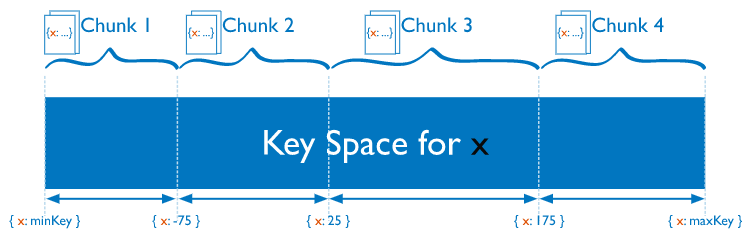 {x: ...} Chunk 1 {x: ...} Chunk 2 {x: ...} Chunk 3 {x: ...} Chunk 4
Key Space for x
{ x: minKey } { x: -75 } { x: 25 } { x: 175 } { x: maxKey }